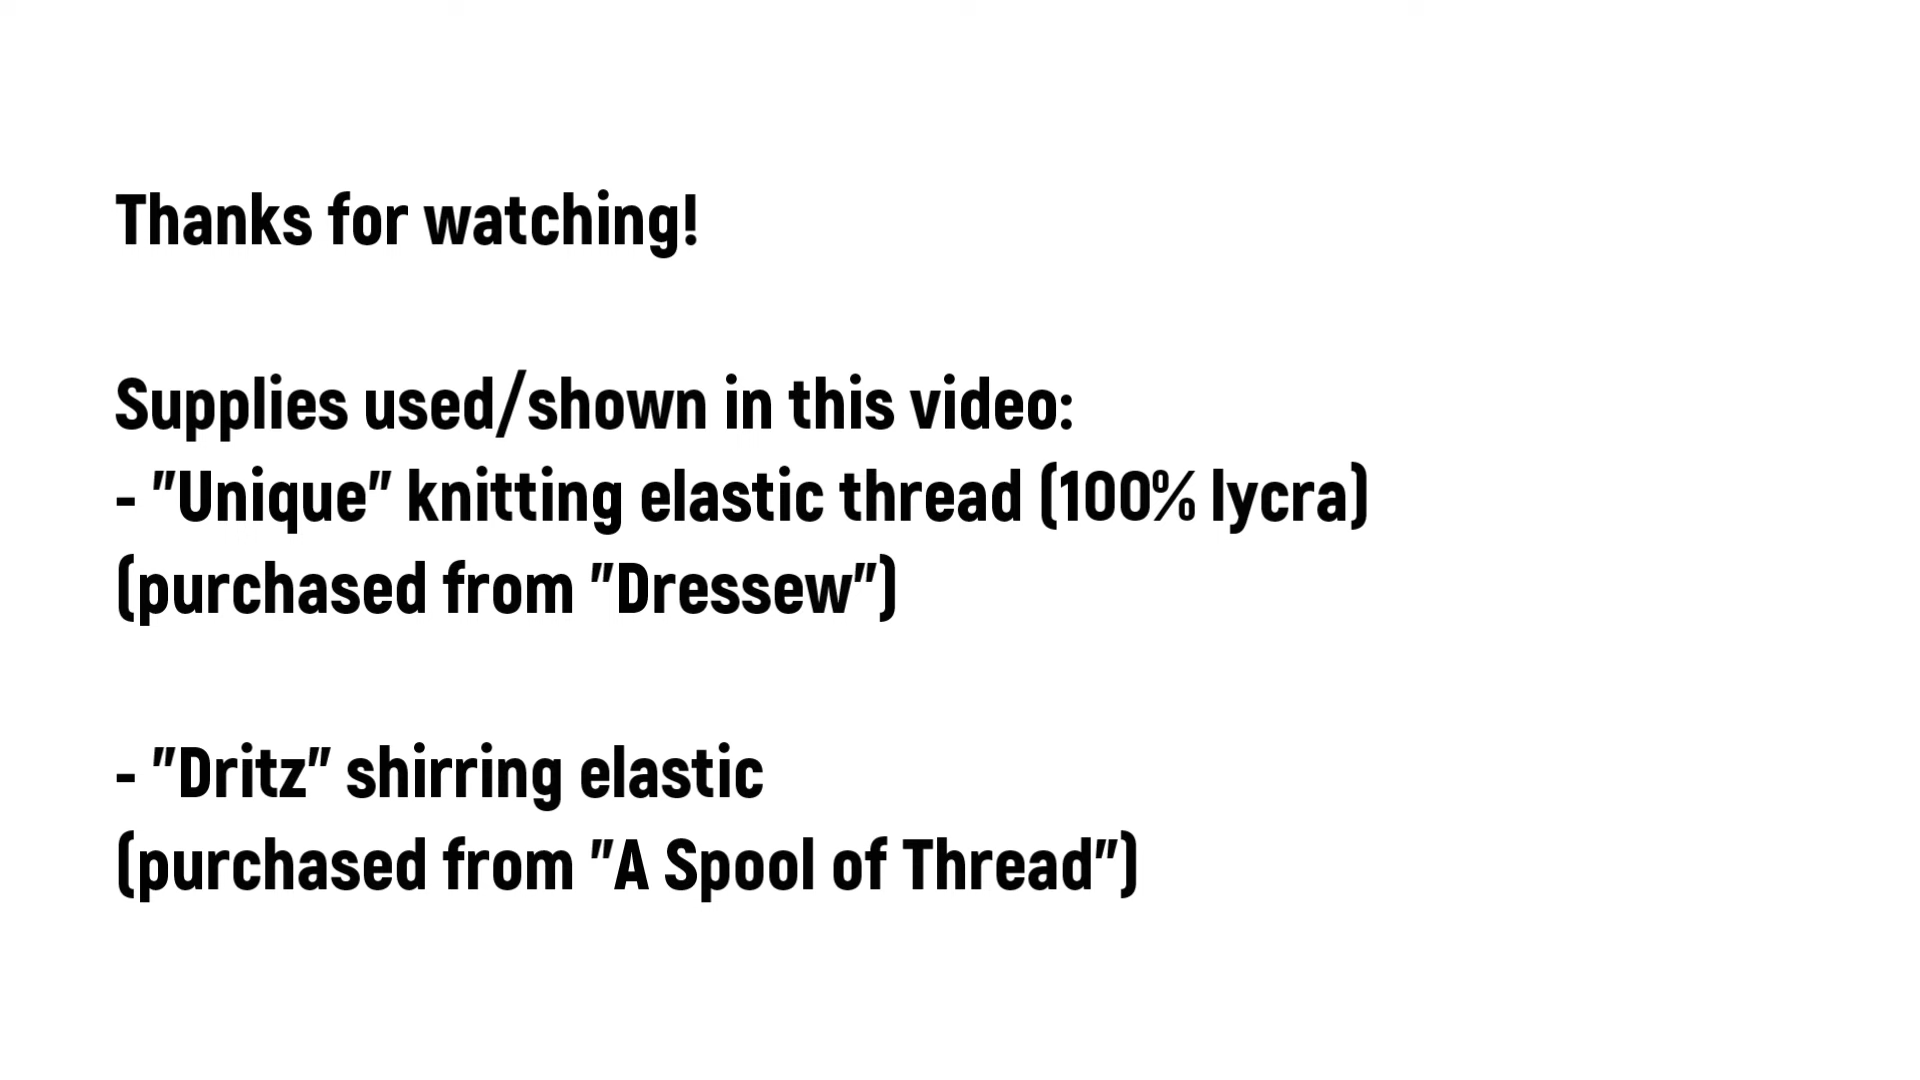 Thanks for watching!
Supplies used/shown in this video:
- "Unique" knitting elastic thread (100% lycra)
(purchased from "Dressew")
- "Dritz" shirring elastic
(purchased from "A Spool of Thread")